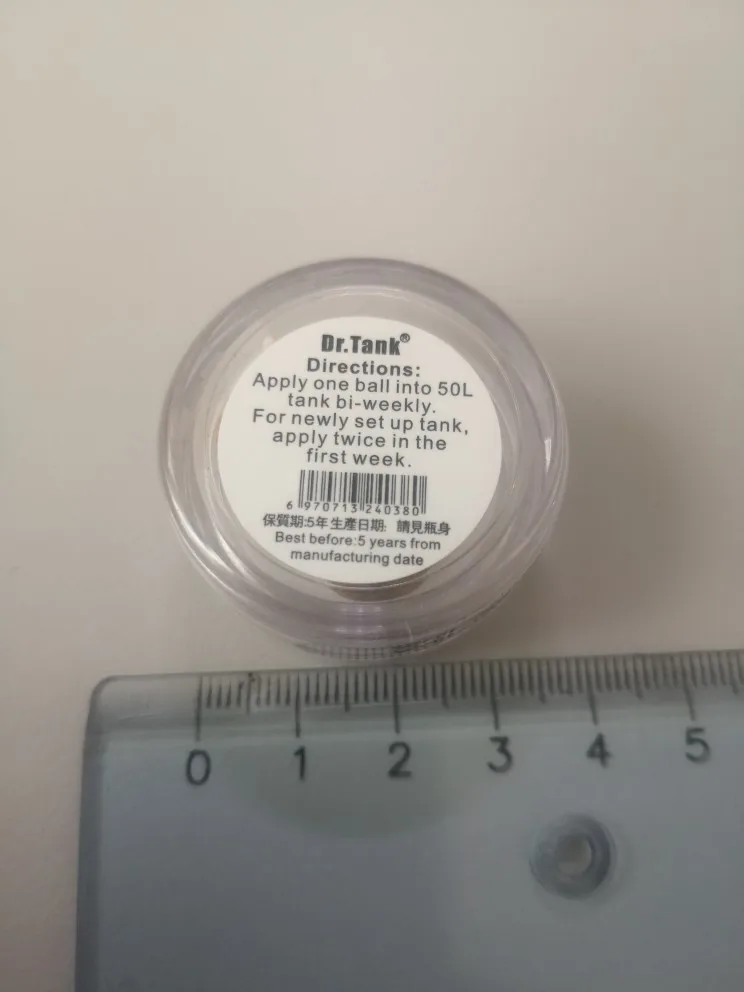 Dr.Tank®
Directions:
Apply one ball into 50L
tank bi-weekly.
For newly set up tank,
apply twice in the
first week.
6 970713 240380
保質期:5年 生產日期: 請見瓶身
Best before:5 years from
manufacturing date
0 1 2 3 4 5